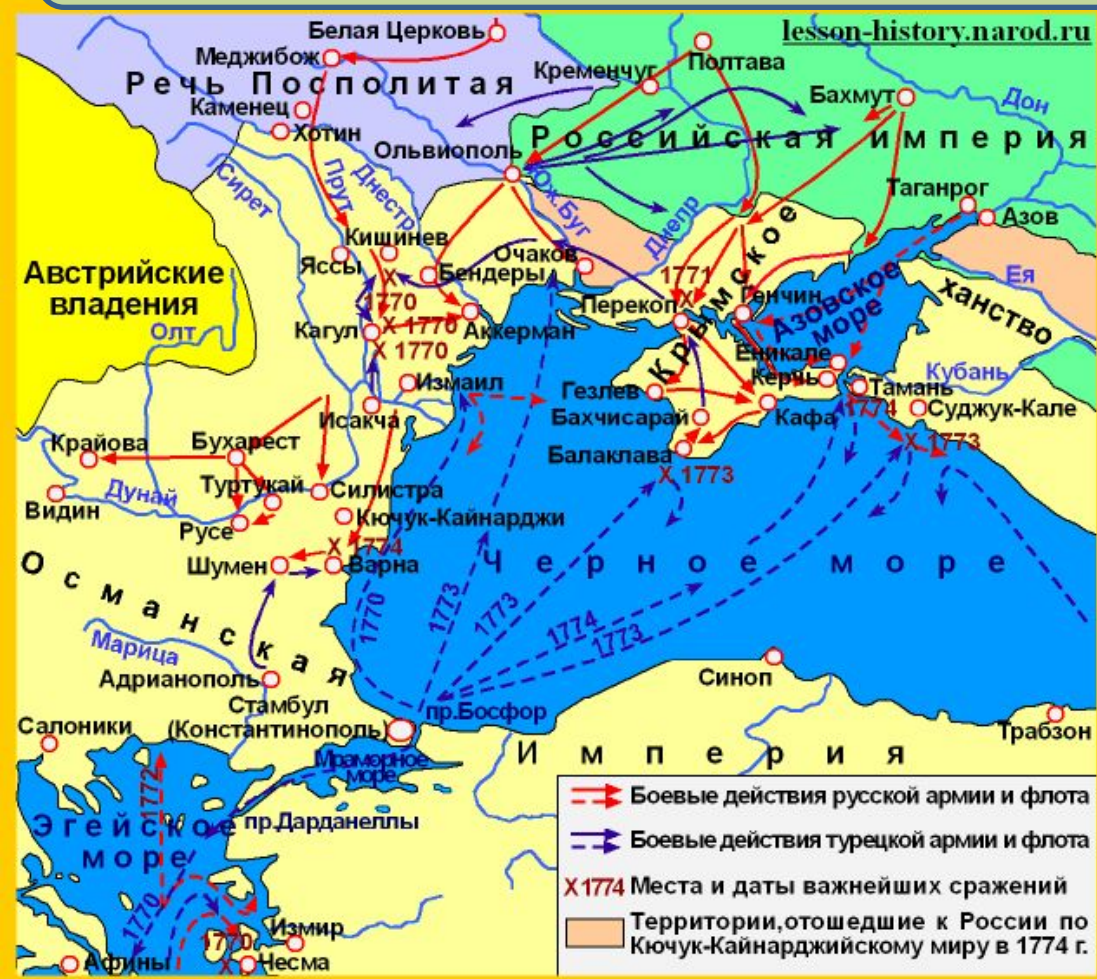 lesson-history.narod.ru
Белая Церковь
Меджибож
Полтава
Кременчуг
Речь Посполитая
Бахмут
Каменец
Дон
Хотин
Российская империя
Ольвиополь
Сирет
Прут
Днестр
Юж.Буг
Днепр
Таганрог
Азов
Кишинев
Яссы
Бендеры
Очаков
1771
X
Перекоп
Генчин
Крымское
ханство
Ея
Азовское
море
Австрийские
владения
Олт
X
1770
Кагул
X 1770
X 1770
Аккерман
Измаил
Исакча
Еникале
Керчь
Кубань
Тамань
Гезлев
Бахчисарай
Кафа
1774
Суджук-Кале
X 1773
Балаклава
X 1773
Крайова
Бухарест
Дунай
Туртукай
Видин
Силистра
Русе
Кючук-Кайнарджи
X 1774
Шумен
Варна
Черное море
Османская
Империя
1770
1773
1773
1774
1773
Марица
Адрианополь
Стамбул
(Константинополь)
пр.Босфор
Синоп
Трабзон
Салоники
Мраморное
море
1772
Эгейское
море
пр.Дарданеллы
1770
1770
X
Измир
Афины
Чесма
Боевые действия русской армии и флота
Боевые действия турецкой армии и флота
X1774 Места и даты важнейших сражений
Территории,отошедшие к России по
Кючук-Кайнарджийскому миру в 1774 г.